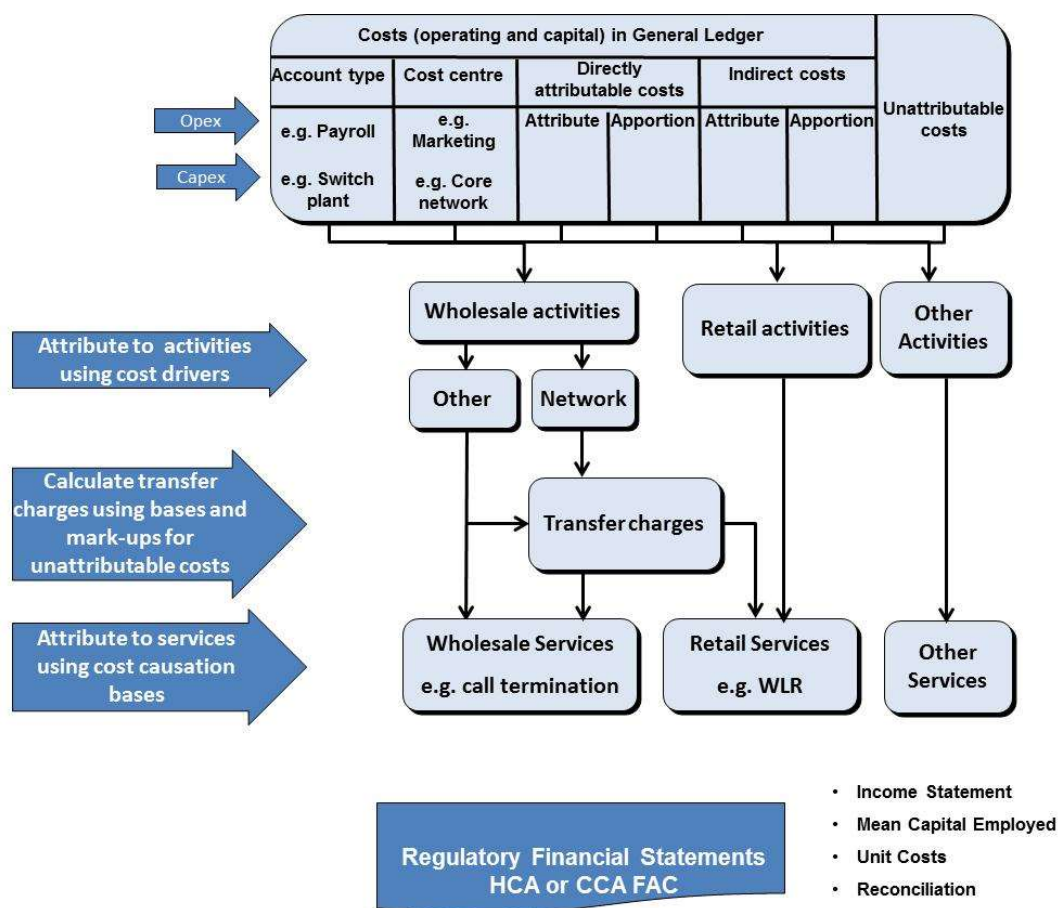 Costs (operating and capital) in General Ledger
Account type
Cost centre
Directly
attributable costs
Indirect costs
Unattributable
costs
Opex
e.g. Payroll
e.g.
Marketing
Attribute
Apportion
Attribute
Apportion
Capex
e.g. Switch
plant
e.g. Core
network
Wholesale activities
Retail activities
Other
Activities
Attribute to activities
using cost drivers
Other
Network
Calculate transfer
charges using bases and
mark-ups for
unattributable costs
Transfer charges
Attribute to services
using cost causation
bases
Wholesale Services
e.g. call termination
Retail Services
e.g. WLR
Other
Services
Regulatory Financial Statements
HCA or CCA FAC
• Income Statement
• Mean Capital Employed
• Unit Costs
• Reconciliation